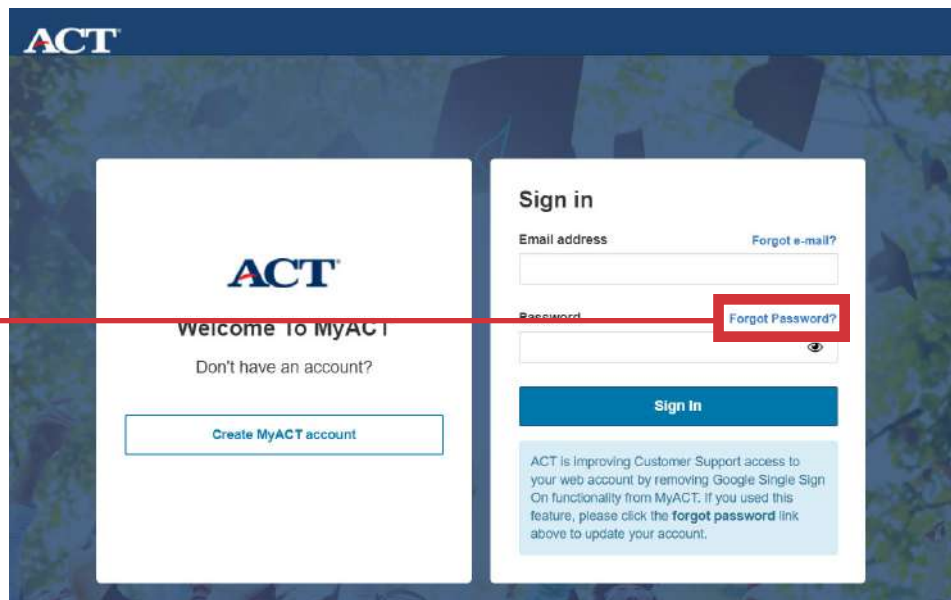 ACT
ACT
Welcome To MyACT
Don't have an account?
Create MyACT account
Sign in
Email address
Forgot e-mail?
Password
Forgot Password?
Sign In
ACT is improving Customer Support access to
your web account by removing Google Single Sign
On functionality from MyACT. If you used this
feature, please click the forgot password link
above to update your account.